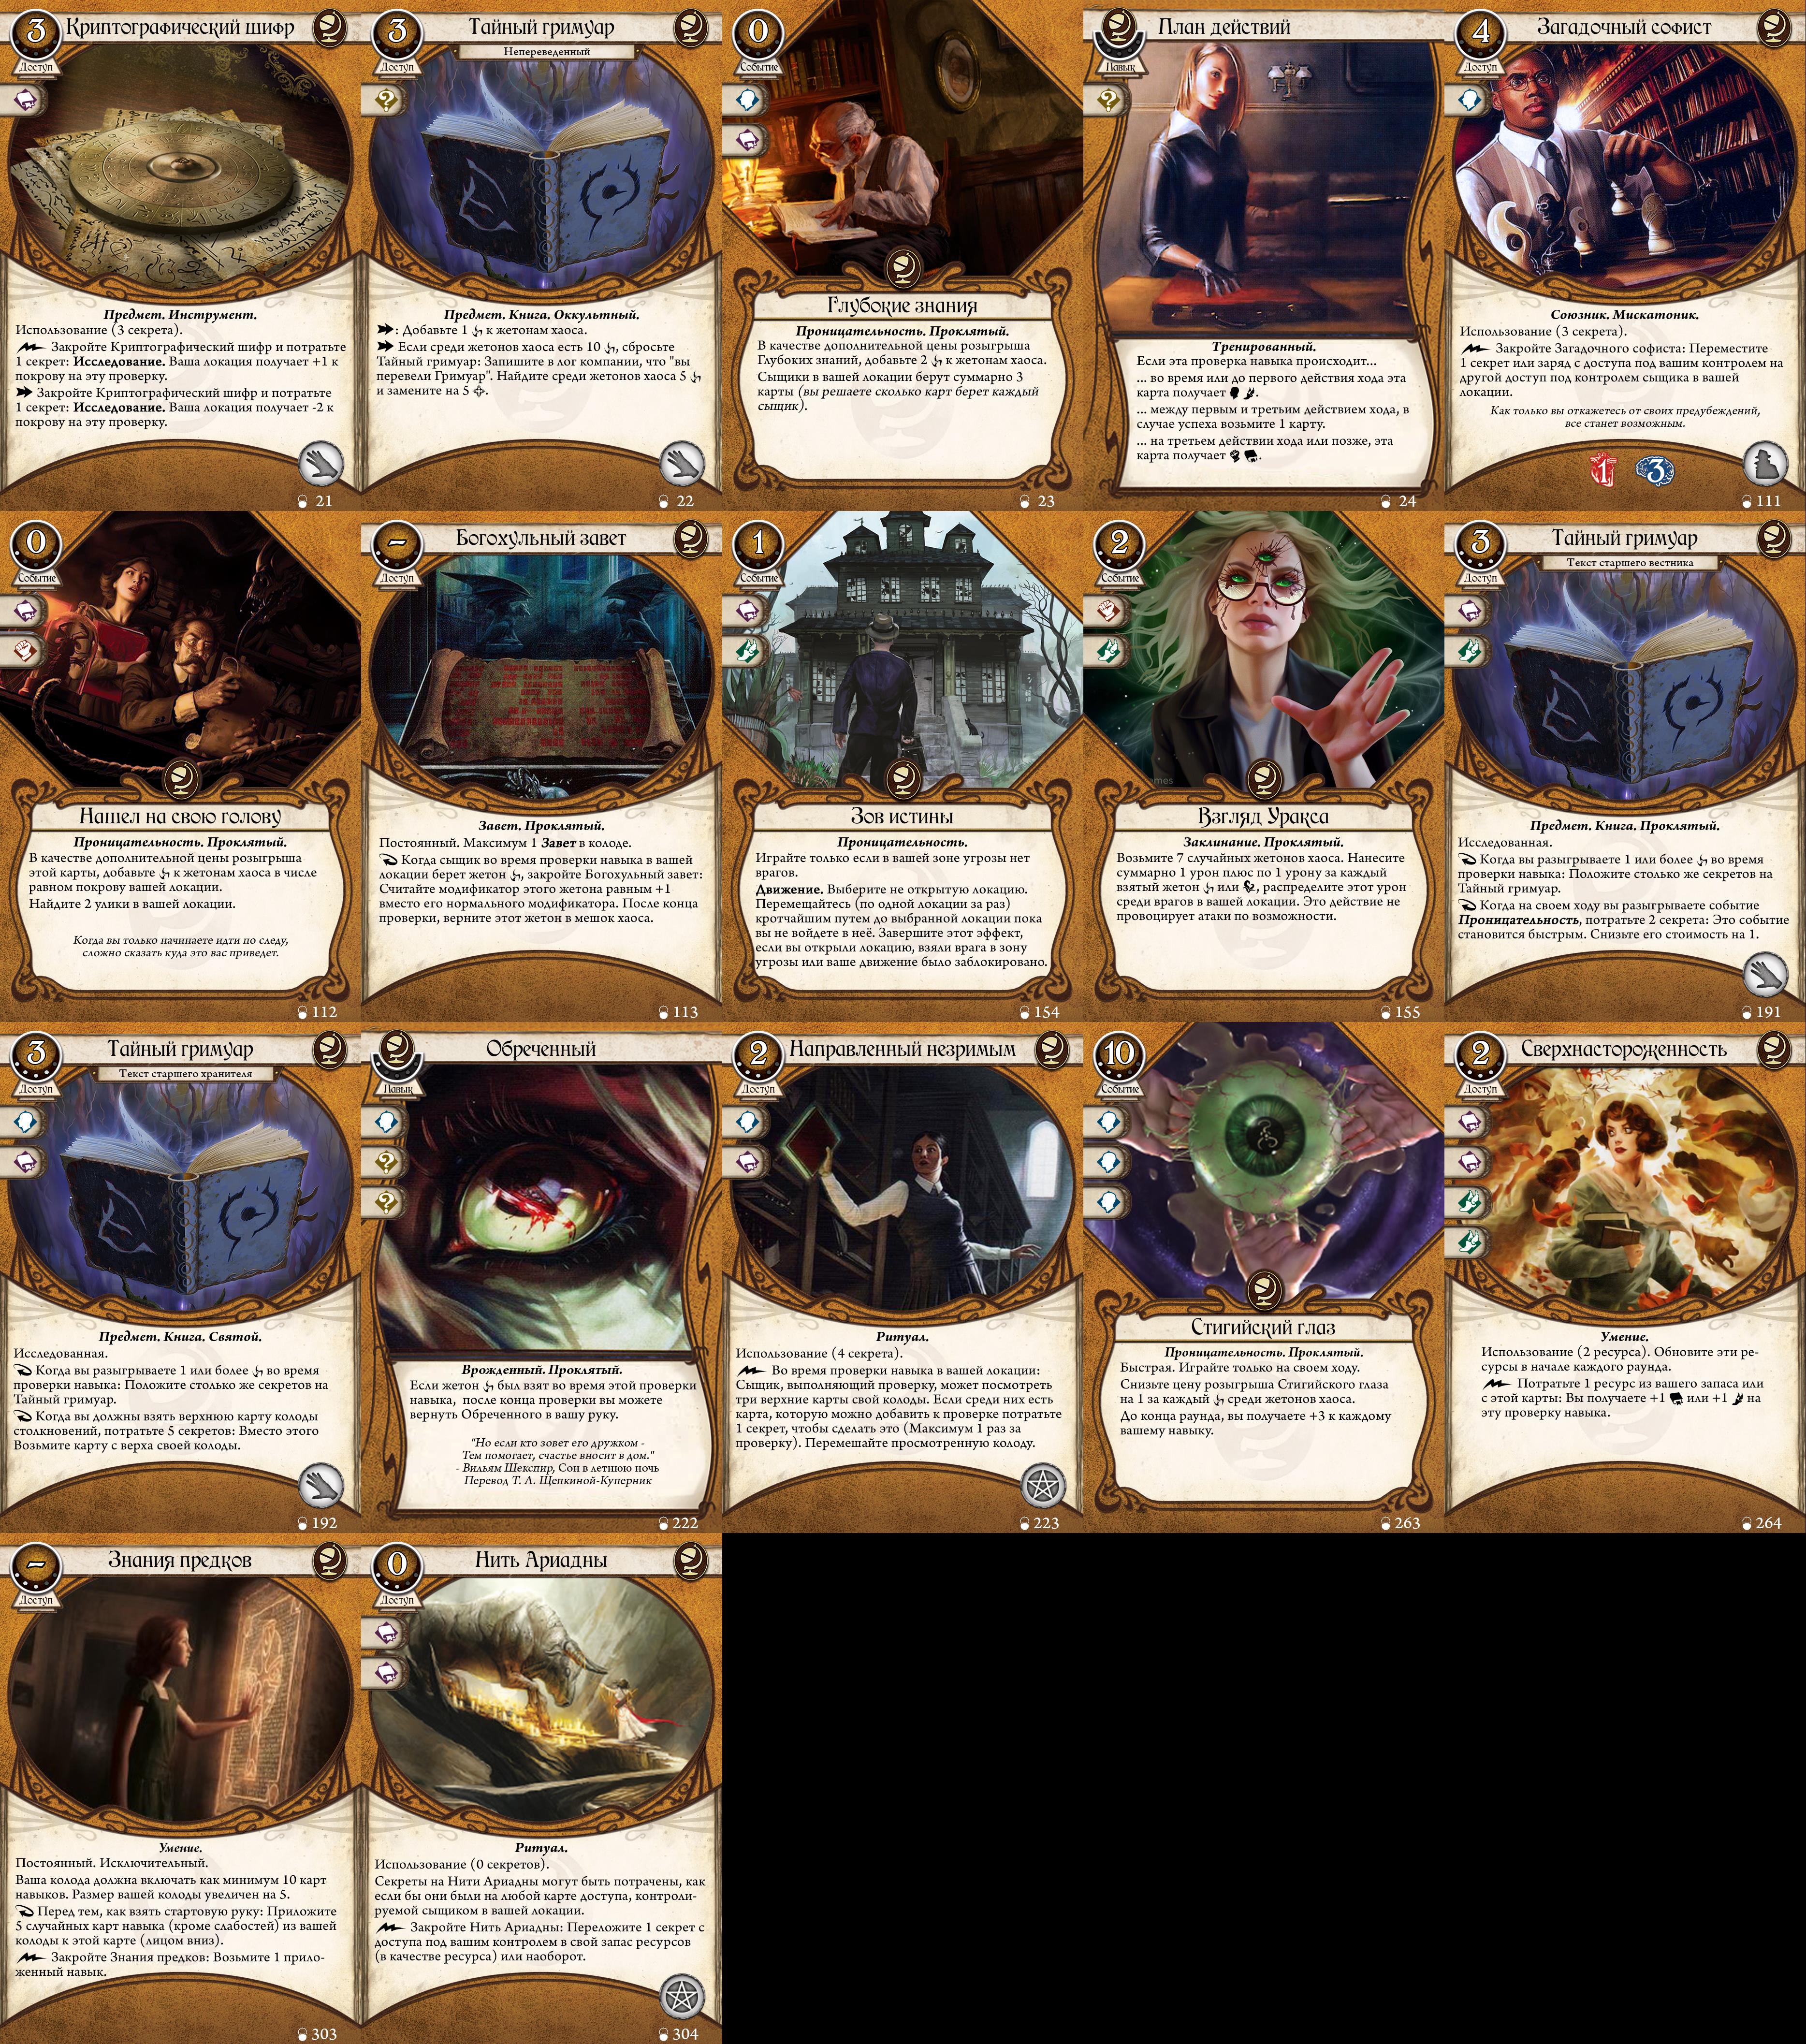 3
Криптографический шифр
Доступ
Предмет. Инструмент.
Использование (3 секрета).
Закройте Криптографический шифр и потратьте
1 секрет: Исследование. Ваша локация получает +1 к
покрову на эту проверку.
Закройте Криптографический шифр и потратьте
1 секрет: Исследование. Ваша локация получает -2 к
покрову на эту проверку.
21
3
Тайный гримуар
Непереведенный
Доступ
Предмет. Книга. Оккультный.
: Добавьте 1 к жетонам хаоса.
Если среди жетонов хаоса есть 10 , сбросьте
Тайный гримуар: Запишите в лог компании, что "вы
перевели Гримуар". Найдите среди жетонов хаоса 5
и замените на 5 .
22
0
Событие
Глубокие знания
Проницательность. Проклятый.
В качестве дополнительной цены розыгрыша
Глубоких знаний, добавьте 2 к жетонам хаоса.
Сыщики в вашей локации берут суммарно 3
карты (вы решаете сколько карт берет каждый
сыщик).
23
План действий
Навык
Тренированный.
Если эта проверка навыка происходит...
... во время или до первого действия хода эта
карта получает .
... между первым и третьим действием хода, в
случае успеха возьмите 1 карту.
... на третьем действии хода или позже, эта
карта получает .
24
4
Загадочный софист
Доступ
Союзник. Мискатоник.
Использование (3 секрета).
Закройте Загадочного софиста: Переместите
1 секрет или заряд с доступа под вашим контролем на
другой доступ под контролем сыщика в вашей
локации.
Как только вы откажетесь от своих предубеждений,
все станет возможным.
1 3
111
0
Событие
Нашел на свою голову
Проницательность. Проклятый.
В качестве дополнительной цены розыгрыша
этой карты, добавьте к жетонам хаоса в числе
равном покрову вашей локации.
Найдите 2 улики в вашей локации.
Когда вы только начинаете идти по следу,
сложно сказать куда это вас приведет.
112
-
Богохульный завет
Доступ
Завет. Проклятый.
Постоянный. Максимум 1 Завет в колоде.
Когда сыщик во время проверки навыка в вашей
локации берет жетон , закройте Богохульный завет:
Считайте модификатор этого жетона равным +1
вместо его нормального модификатора. После конца
проверки, верните этот жетон в мешок хаоса.
113
1
Событие
Зов истины
Проницательность.
Играйте только если в вашей зоне угрозы нет
врагов.
Движение. Выберите не открытую локацию.
Перемещайтесь (по одной локации за раз)
кротчайшим путем до выбранной локации пока
вы не войдете в неё. Завершите этот эффект,
если вы открыли локацию, взяли врага в зону
угрозы или ваше движение было заблокировано.
154
2
Событие
ames
Взгляд Уракса
Заклинание. Проклятый.
Возьмите 7 случайных жетонов хаоса. Нанесите
суммарно 1 урон плюс по 1 урону за каждый
взятый жетон или , распределите этот урон
среди врагов в вашей локации. Это действие не
провоцирует атаки по возможности.
155
3
Тайный гримуар
Текст старшего вестника
Доступ
Предмет. Книга. Проклятый.
Исследованная.
Когда вы разыгрываете 1 или более во время
проверки навыка: Положите столько же секретов на
Тайный гримуар.
Когда на своем ходу вы разыгрываете событие
Проницательность, потратьте 2 секрета: Это событие
становится быстрым. Снизьте его стоимость на 1.
191
3
Тайный гримуар
Текст старшего хранителя
Доступ
Предмет. Книга. Святой.
Исследованная.
Когда вы разыгрываете 1 или более во время
проверки навыка: Положите столько же секретов на
Тайный гримуар.
Когда вы должны взять верхнюю карту колоды
столкновений, потратьте 5 секретов: Вместо этого
Возьмите карту с верха своей колоды.
192
Обреченный
Навык
Врожденный. Проклятый.
Если жетон был взят во время этой проверки
навыка, после конца проверки вы можете
вернуть Обреченного в вашу руку.
"Но если кто зовет его дружком -
Тем помогает, счастье вносит в дом."
- Вильям Шекспир, Сон в летнюю ночь
Перевод Т. Л. Щепкиной-Куперник
222
2
Направленный незримым
Доступ
Ритуал.
Использование (4 секрета).
Во время проверки навыка в вашей локации:
Сыщик, выполняющий проверку, может посмотреть
три верхние карты свой колоды. Если среди них есть
карта, которую можно добавить к проверке потратьте
1 секрет, чтобы сделать это (Максимум 1 раз за
проверку). Перемешайте просмотренную колоду.
223
10
Событие
Стигийский глаз
Проницательность. Проклятый.
Быстрая. Играйте только на своем ходу.
Снизьте цену розыгрыша Стигийского глаза
на 1 за каждый среди жетонов хаоса.
До конца раунда, вы получаете +3 к каждому
вашему навыку.
263
2
Сверхнастороженность
Доступ
Умение.
Использование (2 ресурса). Обновите эти ре-
сурсы в начале каждого раунда.
Потратьте 1 ресурс из вашего запаса или
с этой карты: Вы получаете +1 или +1 на
эту проверку навыка.
264
-
Знания предков
Доступ
Умение.
Постоянный. Исключительный.
Ваша колода должна включать как минимум 10 карт
навыков. Размер вашей колоды увеличен на 5.
Перед тем, как взять стартовую руку: Приложите
5 случайных карт навыка (кроме слабостей) из вашей
колоды к этой карте (лицом вниз).
Закройте Знания предков: Возьмите 1 прило-
женный навык.
303
0
Нить Ариадны
Доступ
Ритуал.
Использование (0 секретов).
Секреты на Нити Ариадны могут быть потрачены, как
если бы они были на любой карте доступа, контроли-
руемой сыщиком в вашей локации.
Закройте Нить Ариадны: Переложите 1 секрет с
доступа под вашим контролем в свой запас ресурсов
(в качестве ресурса) или наоборот.
304